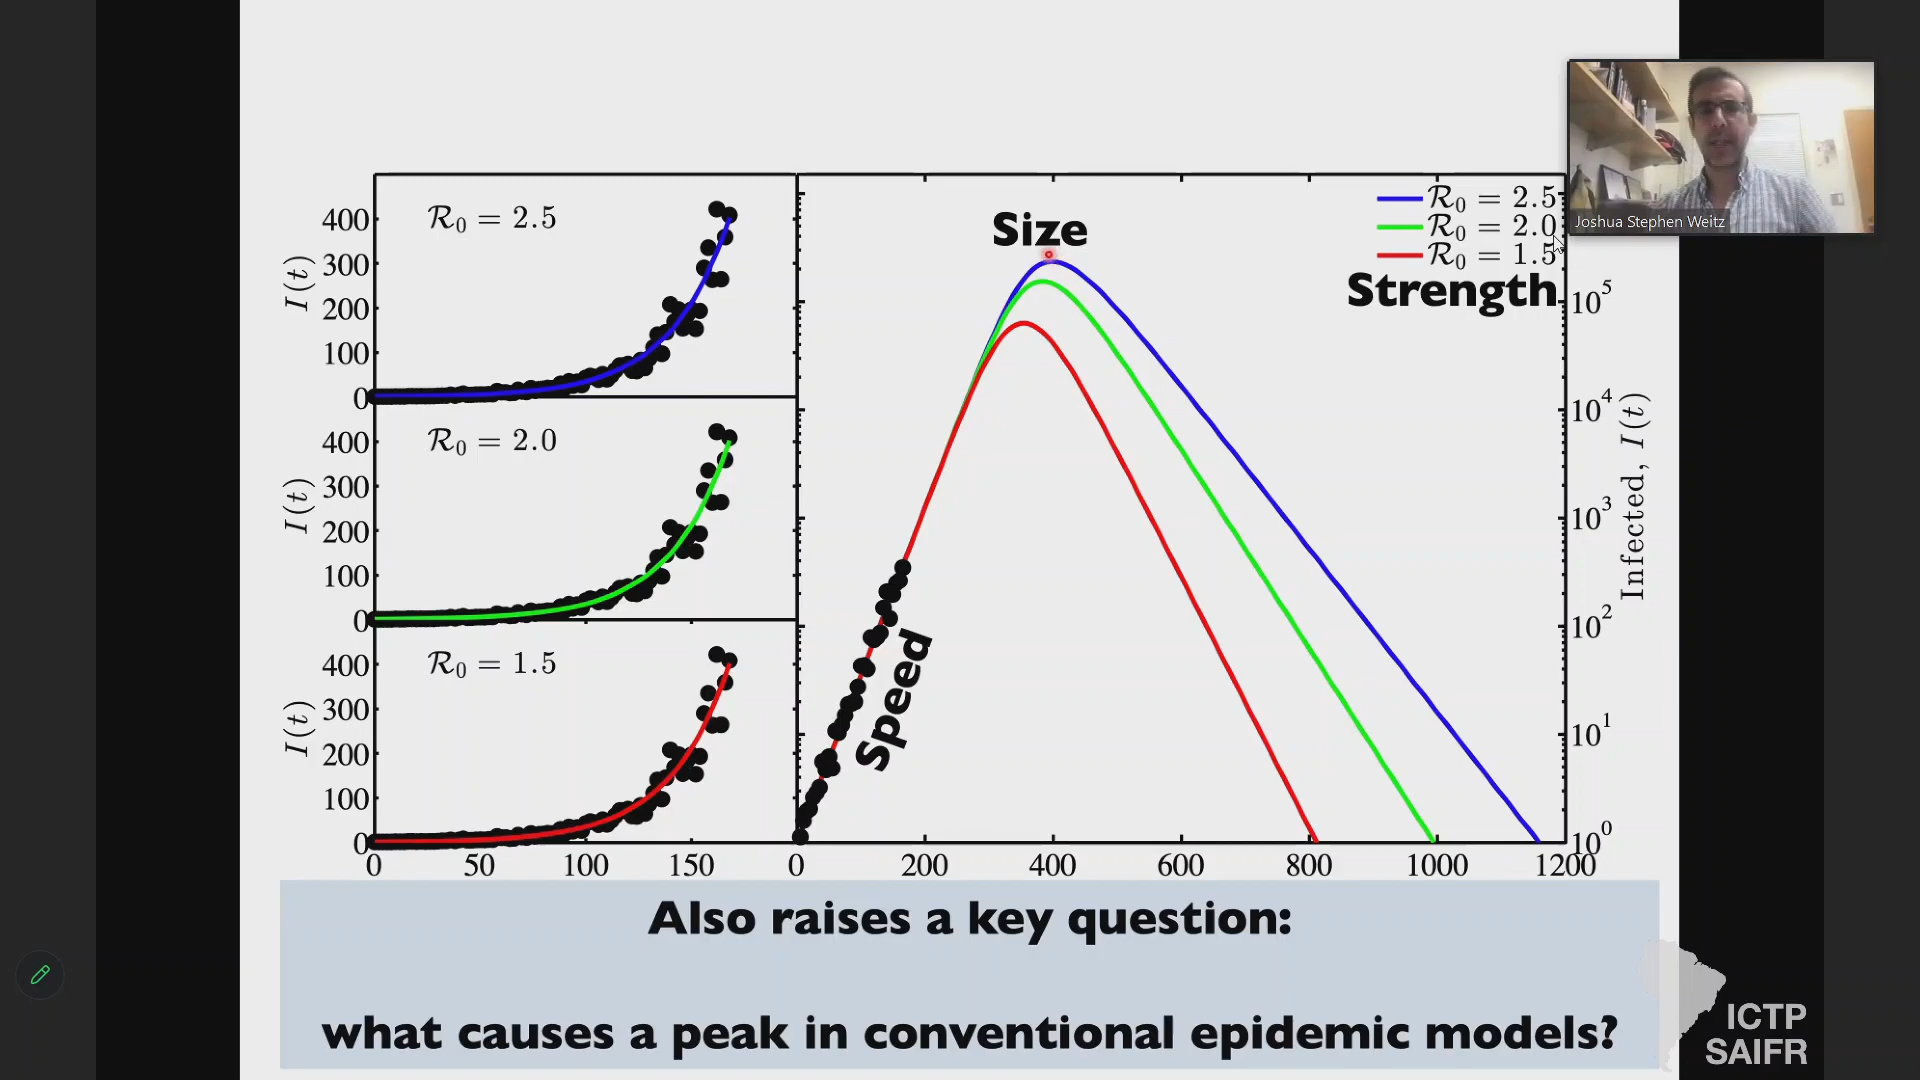 400
300
200
100
0
I(t)
R₀ = 2.5
400
300
200
100
0
I(t)
R₀ = 2.0
400
300
200
100
0
I(t)
R₀ = 1.5
0 50 100 150
Size
Speed
R₀ = 2.5
R₀ = 2.0
R₀ = 1.5
Strength
10⁵
10⁴
10³
10²
10¹
10⁰
Infected, I(t)
0 200 400 600 800 1000 1200
Joshua Stephen Weitz
Also raises a key question:
what causes a peak in conventional epidemic models?
ICTP
SAIFR